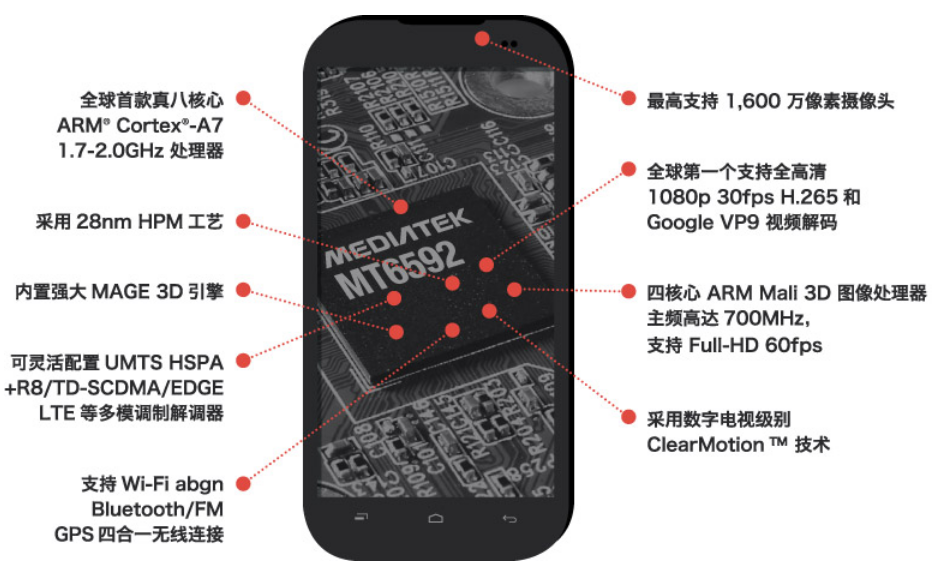 全球首款真八核心
ARM® Cortex®-A7
1.7-2.0GHz 处理器
采用 28nm HPM 工艺
内置强大 MAGE 3D 引擎
可灵活配置 UMTS HSPA
+R8/TD-SCDMA/EDGE
LTE 等多模调制解调器
支持 Wi-Fi abgn
Bluetooth/FM
GPS 四合一无线连接
MEDIATEK
MT6592
最高支持 1,600 万像素摄像头
全球第一个支持全高清
1080p 30fps H.265 和
Google VP9 视频解码
四核心 ARM Mali 3D 图像处理器
主频高达 700MHz,
支持 Full-HD 60fps
采用数字电视级别
ClearMotion ™ 技术